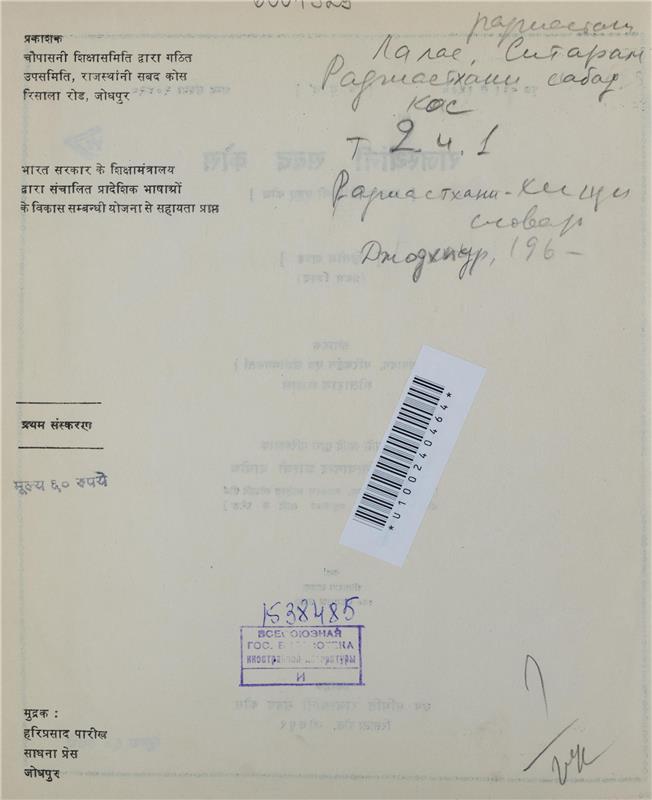 प्रकाशक
चौपासनी शिक्षासमिति द्वारा गठित
उपसमिति, राजस्थांनी सबद कोस
रिसाला रोड, जोधपुर
Лалас, Ситарам
Раджастхани сабад
кос
т 2 ч. 1
Раджастхани-хинди
словарь
Джодхпур, 196-
भारत सरकार के शिक्षामंत्रालय
द्वारा संचालित प्रादेशिक भाषाओं
के विकास सम्बन्धी योजना से सहायता प्राप्त
प्रथम संस्करण
मूल्य ६० रुपये
*U100240464*
1538485
ВСЕСОЮЗНАЯ
ГОС. БИБЛИОТЕКА
иностранной литературы
И
मुद्रक :
हरिप्रसाद पारीख
साधना प्रेस
जोधपुर